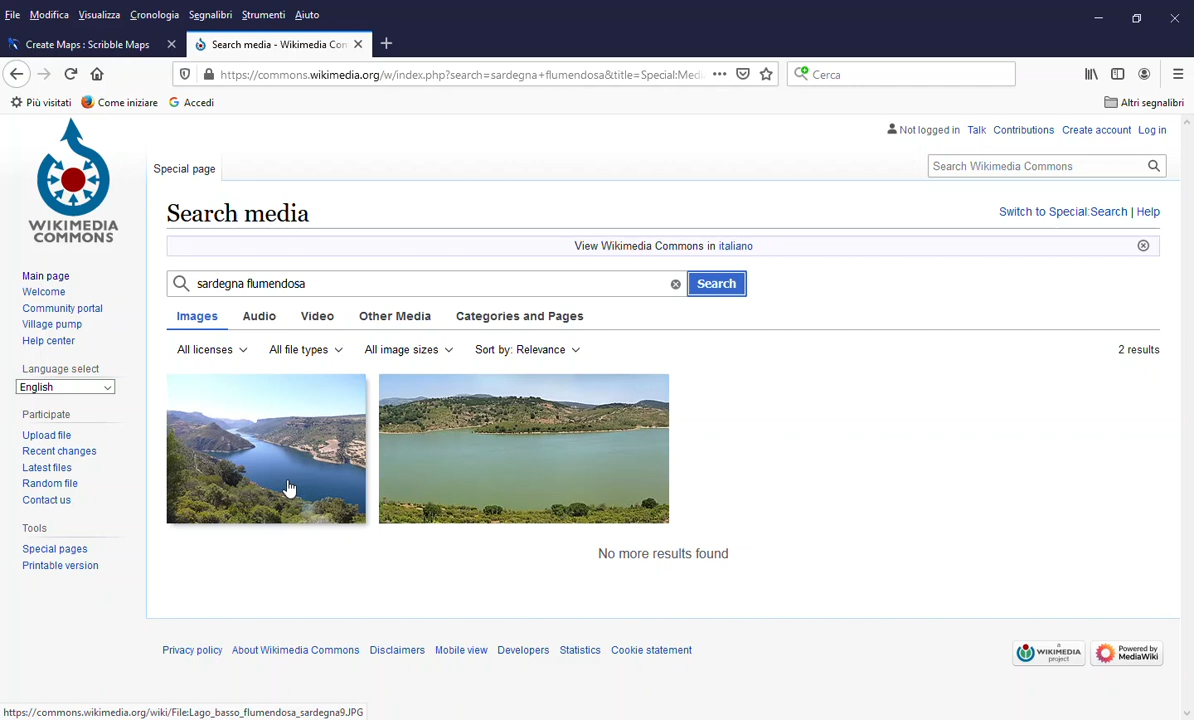 File Modifica Visualizza Cronologia Segnalibri Strumenti Aiuto
Create Maps : Scribble Maps
Search media - Wikimedia Con
https://commons.wikimedia.org/w/index.php?search=sardegna+flumendosa&title=Special:Med
Cerca
Più visitati Come iniziare Accedi Altri segnalibri
WIKIMEDIA
COMMONS
Not logged in Talk Contributions Create account Log in
Special page
Search Wikimedia Commons
Search media
Switch to Special:Search | Help
View Wikimedia Commons in italiano
sardegna flumendosa
Search
Images Audio Video Other Media Categories and Pages
All licenses All file types All image sizes Sort by: Relevance 2 results
No more results found
Main page
Welcome
Community portal
Village pump
Help center
Language select
English
Participate
Upload file
Recent changes
Latest files
Random file
Contact us
Tools
Special pages
Printable version
Privacy policy About Wikimedia Commons Disclaimers Mobile view Developers Statistics Cookie statement
a
WIKIMEDIA
project
Powered by
MediaWiki
https://commons.wikimedia.org/wiki/File:Lago_basso_flumendosa_sardegna9.JPG